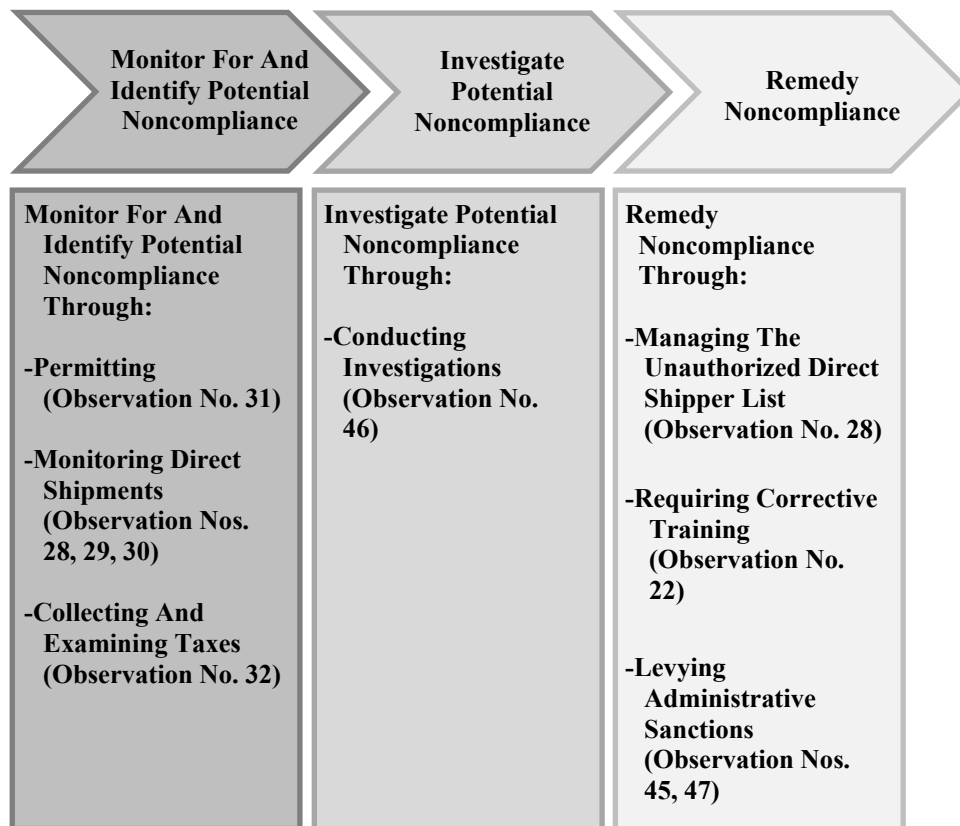 Monitor For And
Identify Potential
Noncompliance
Investigate
Potential
Noncompliance
Remedy
Noncompliance
Monitor For And
Identify Potential
Noncompliance
Through:
-Permitting
(Observation No. 31)
-Monitoring Direct
Shipments
(Observation Nos.
28, 29, 30)
-Collecting And
Examining Taxes
(Observation No. 32)
Investigate Potential
Noncompliance
Through:
-Conducting
Investigations
(Observation No.
46)
Remedy
Noncompliance
Through:
-Managing The
Unauthorized Direct
Shipper List
(Observation No. 28)
-Requiring Corrective
Training
(Observation No.
22)
-Levying
Administrative
Sanctions
(Observation Nos.
45, 47)